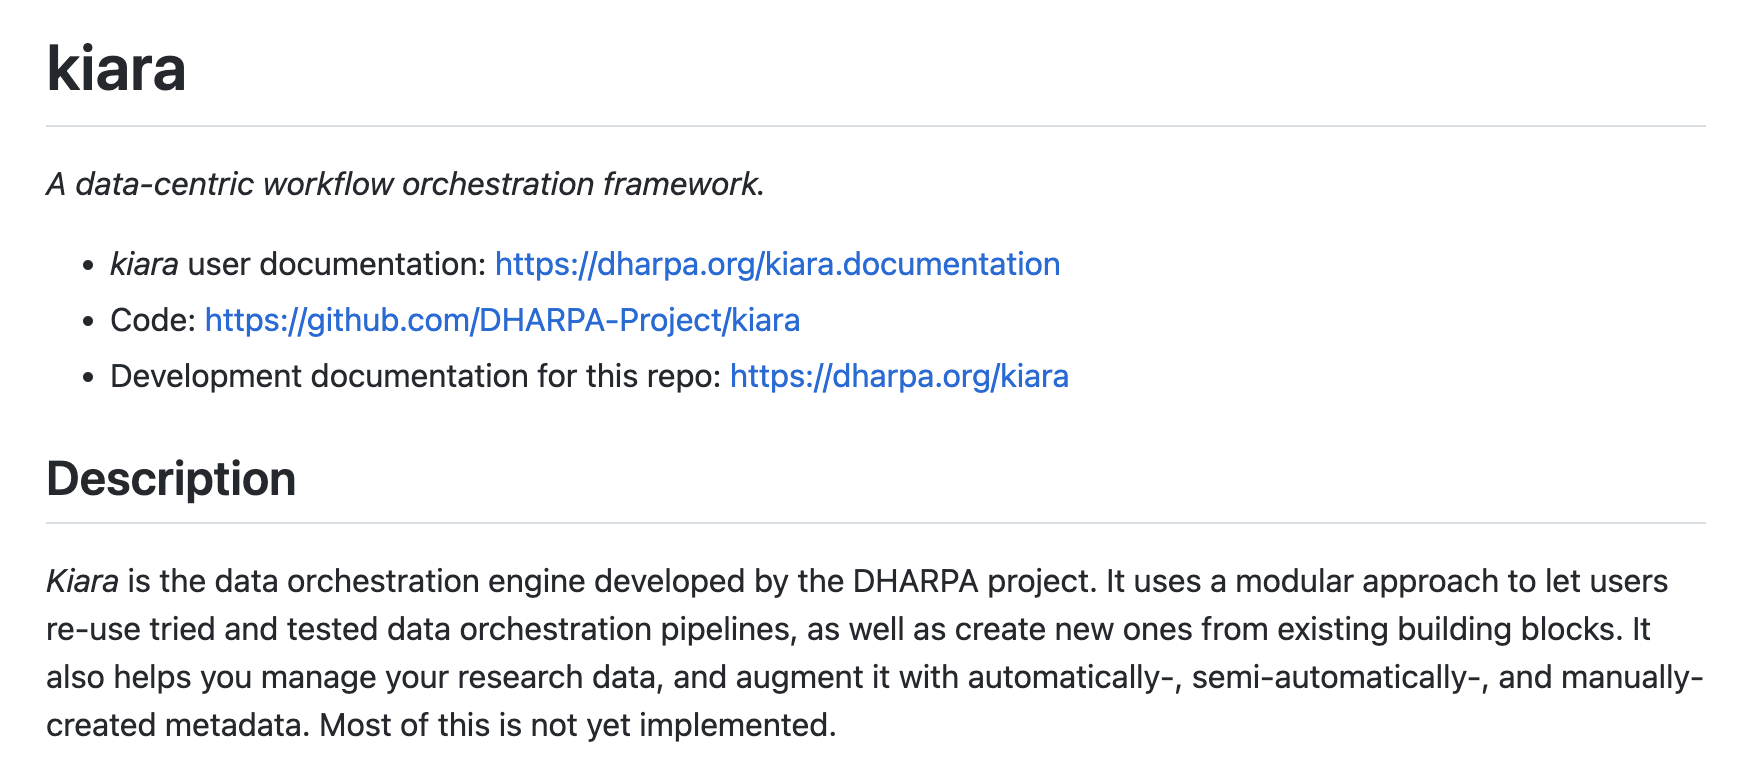 kiara
A data-centric workflow orchestration framework.
• kiara user documentation: https://dharpa.org/kiara.documentation
• Code: https://github.com/DHARPA-Project/kiara
• Development documentation for this repo: https://dharpa.org/kiara
Description
Kiara is the data orchestration engine developed by the DHARPA project. It uses a modular approach to let users
re-use tried and tested data orchestration pipelines, as well as create new ones from existing building blocks. It
also helps you manage your research data, and augment it with automatically-, semi-automatically-, and manually-
created metadata. Most of this is not yet implemented.